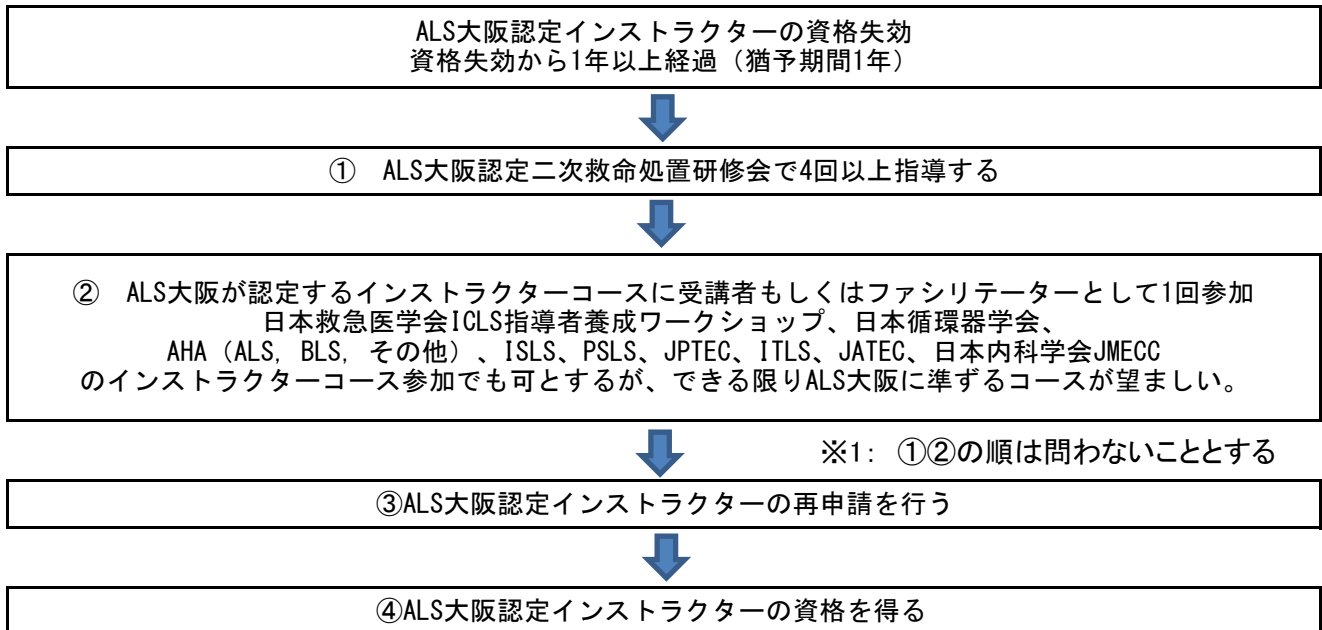 ALS大阪認定インストラクターの資格失効
資格失効から1年以上経過（猶予期間1年）
① ALS大阪認定二次救命処置研修会で4回以上指導する
② ALS大阪が認定するインストラクターコースに受講者もしくはファシリテーターとして1回参加
日本救急医学会ICLS指導者養成ワークショップ、日本循環器学会、
AHA（ALS, BLS, その他）、ISLS、PSLS、JPTEC、ITLS、JATEC、日本内科学会JMECC
のインストラクターコース参加でも可とするが、できる限りALS大阪に準ずるコースが望ましい。
※1： ①②の順は問わないこととする
③ALS大阪認定インストラクターの再申請を行う
④ALS大阪認定インストラクターの資格を得る